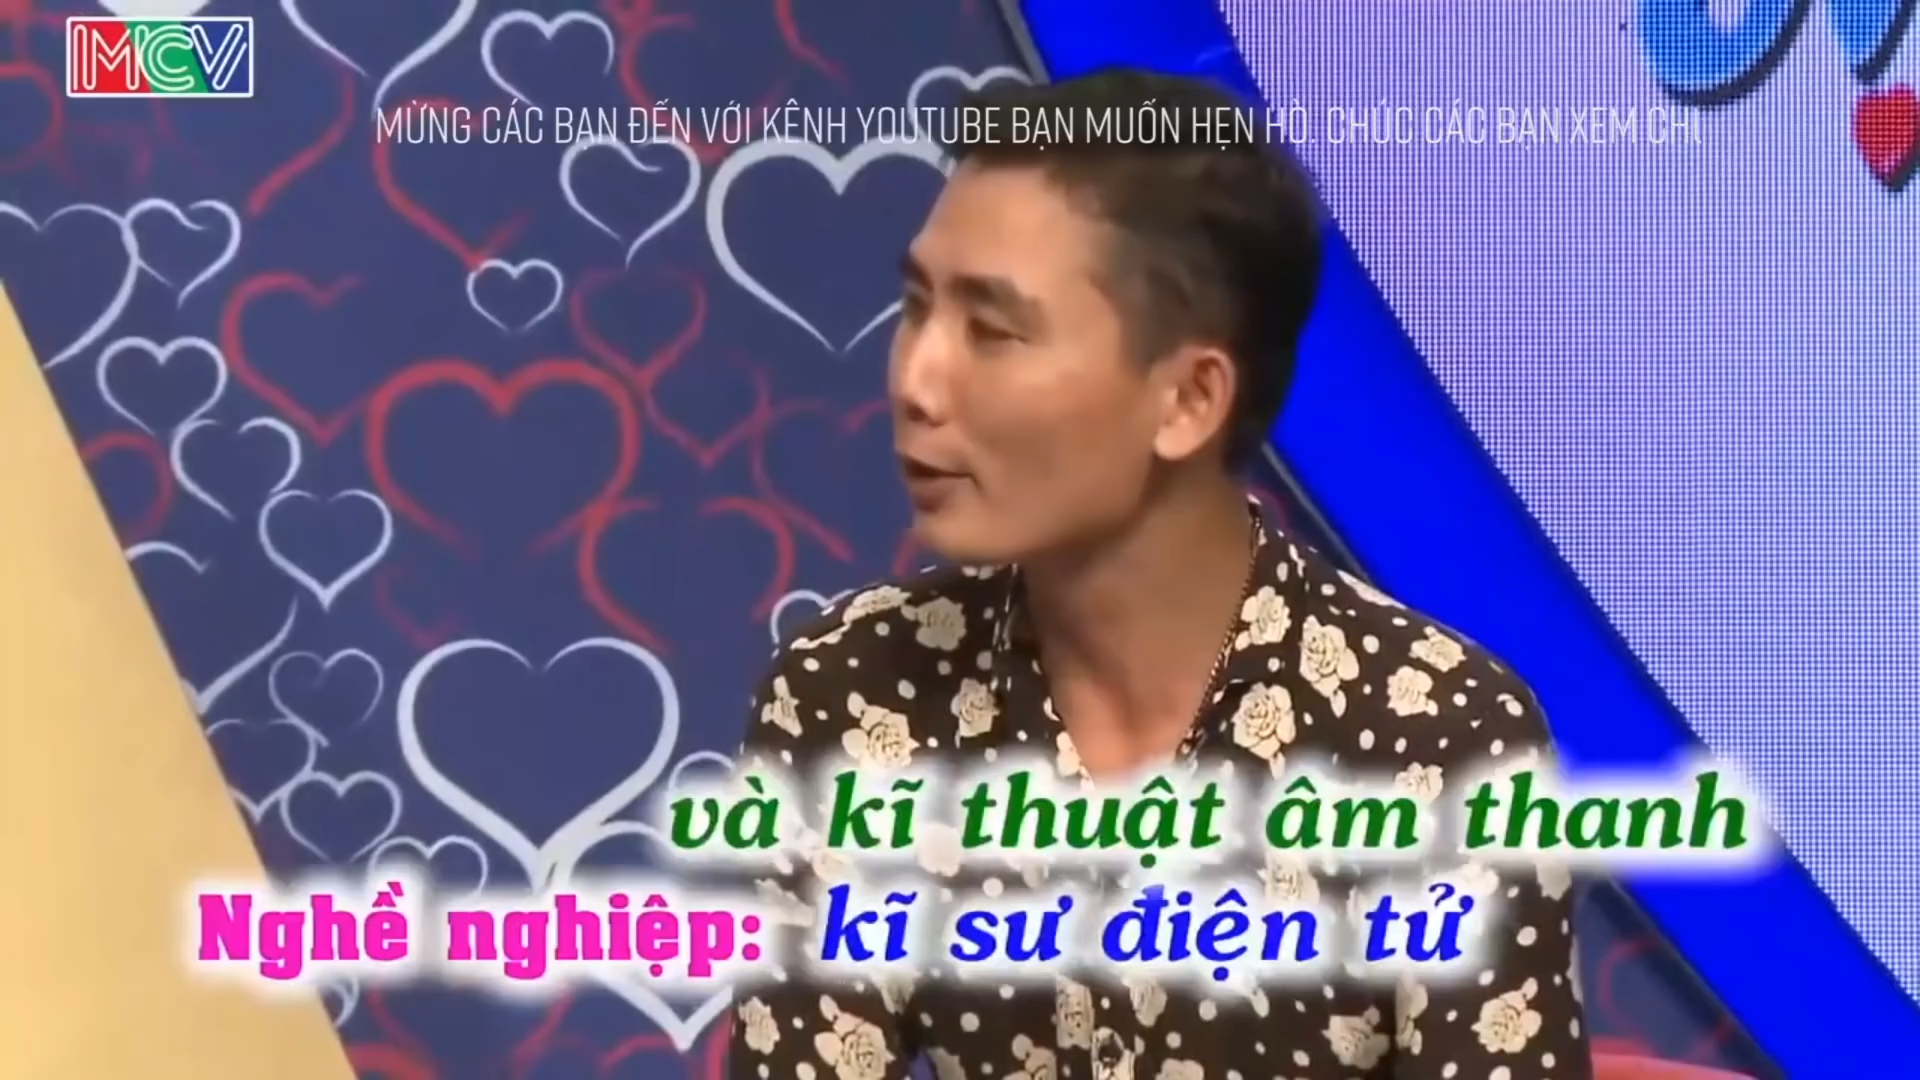 MCV
MỪNG CÁC BẠN ĐẾN VỚI KÊNH YOUTUBE BẠN MUỐN HẸN HÒ. CHÚC CÁC BẠN XEM
và kĩ thuật âm thanh
Nghề nghiệp: kĩ sư điện tử